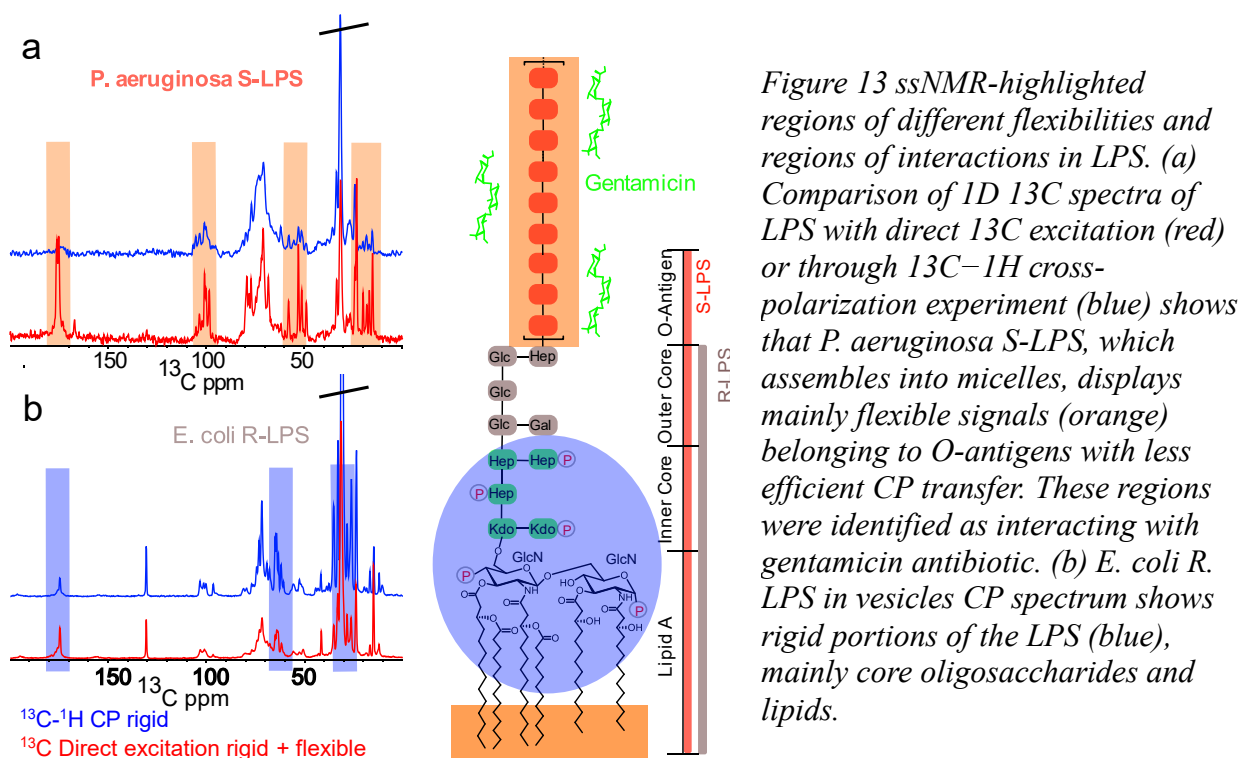 a
P. aeruginosa S-LPS
150
100
50
13C ppm
b
E. coli R-LPS
150
100
50
13C ppm
13C-1H CP rigid
13C Direct excitation rigid + flexible
Gentamicin
O-Antigen
S-LPS
Glc
Hep
Glc
Outer Core
R-LPS
Glc
Gal
Hep
Hep
P
P
Hep
Inner Core
Kdo
Kdo
P
O
GlcN
GlcN
P
O
O
O
HO
O
O
NH
O
HO
O
O
NH
P
O
O
O
O
OH
O
OH
O
O
O
Lipid A
Figure 13 ssNMR-highlighted
regions of different flexibilities and
regions of interactions in LPS. (a)
Comparison of 1D 13C spectra of
LPS with direct 13C excitation (red)
or through 13C−1H cross-
polarization experiment (blue) shows
that P. aeruginosa S-LPS, which
assembles into micelles, displays
mainly flexible signals (orange)
belonging to O-antigens with less
efficient CP transfer. These regions
were identified as interacting with
gentamicin antibiotic. (b) E. coli R.
LPS in vesicles CP spectrum shows
rigid portions of the LPS (blue),
mainly core oligosaccharides and
lipids.